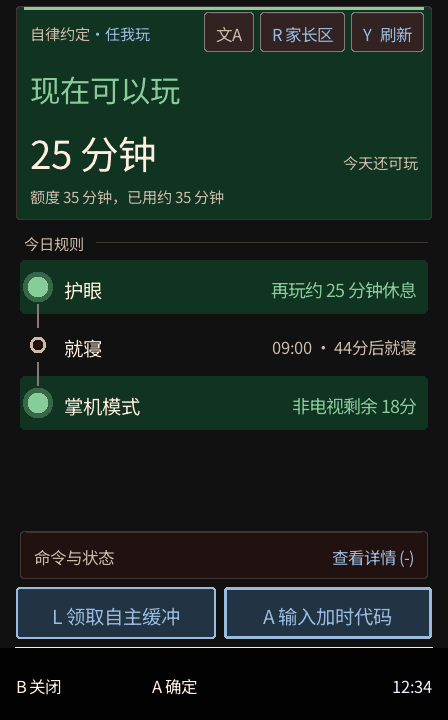 自律约定·任我玩
文A
R 家长区
Y 刷新
现在可以玩
25 分钟
今天还可玩
额度 35 分钟，已用约 35 分钟
今日规则
护眼
再玩约 25 分钟休息
就寝
09:00 · 44分后就寝
掌机模式
非电视剩余 18分
命令与状态
查看详情 (-)
L 领取自主缓冲
A 输入加时代码
B 关闭
A 确定
12:34